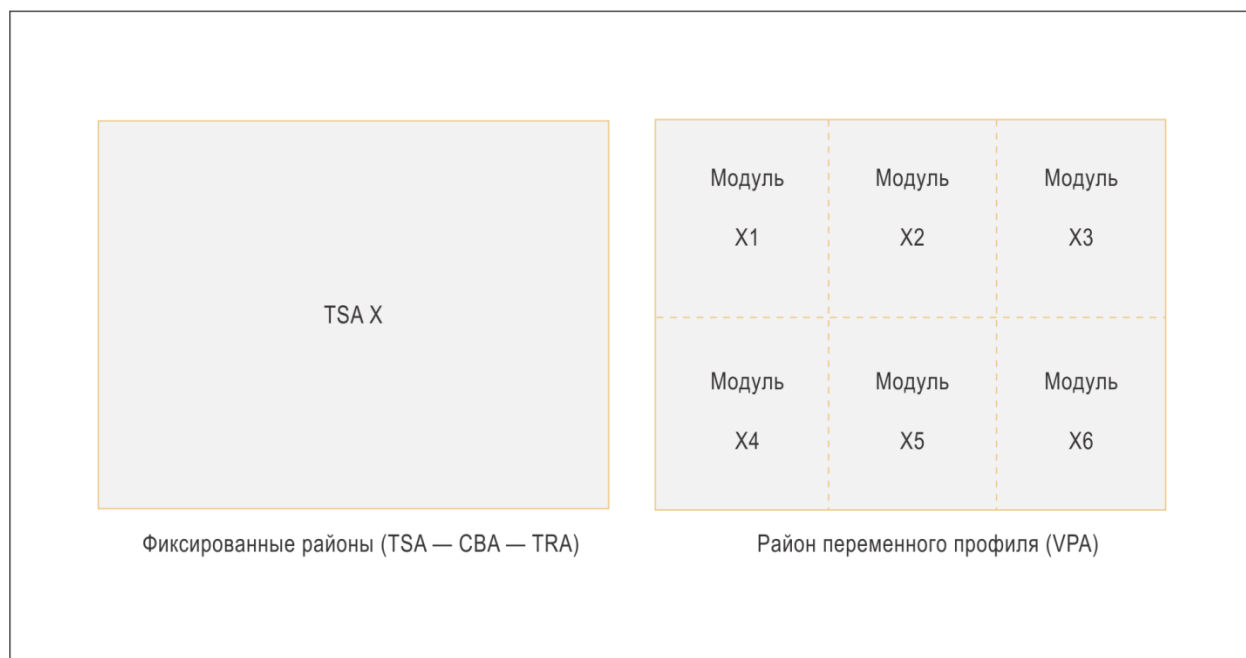 TSA X
Фиксированные районы (TSA — CBA — TRA)
Модуль
X1
Модуль
X2
Модуль
X3
Модуль
X4
Модуль
X5
Модуль
X6
Район переменного профиля (VPA)